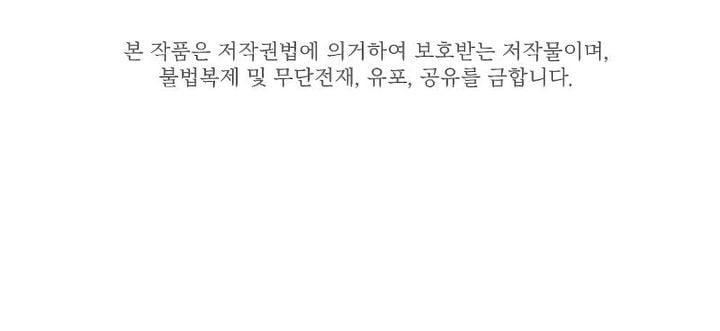 본 작품은 저작권법에 의거하여 보호받는 저작물이며,
불법복제 및 무단전재, 유포, 공유를 금합니다.